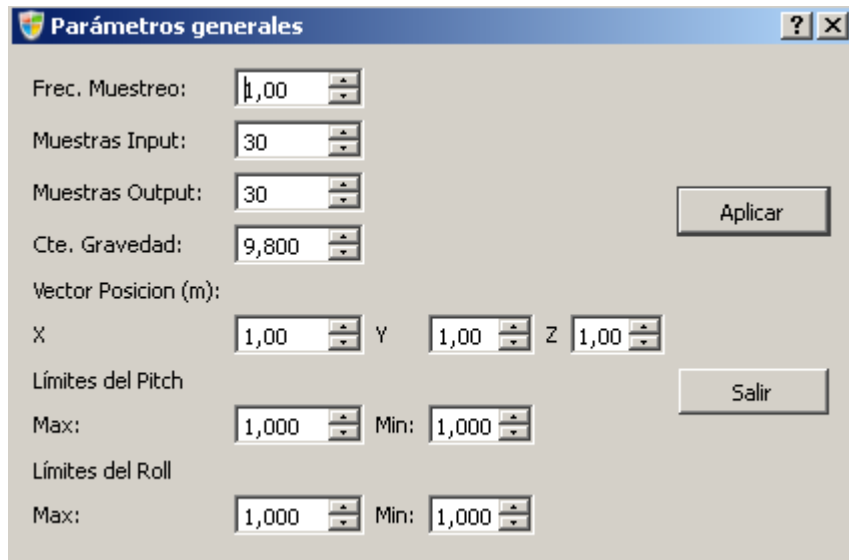 Parámetros generales
Frec. Muestreo: 1,00
Muestras Input: 30
Muestras Output: 30
Aplicar
Cte. Gravedad: 9,800
Vector Posicion (m):
X 1,00 Y 1,00 Z 1,00
Límites del Pitch
Salir
Max: 1,000 Min: 1,000
Límites del Roll
Max: 1,000 Min: 1,000